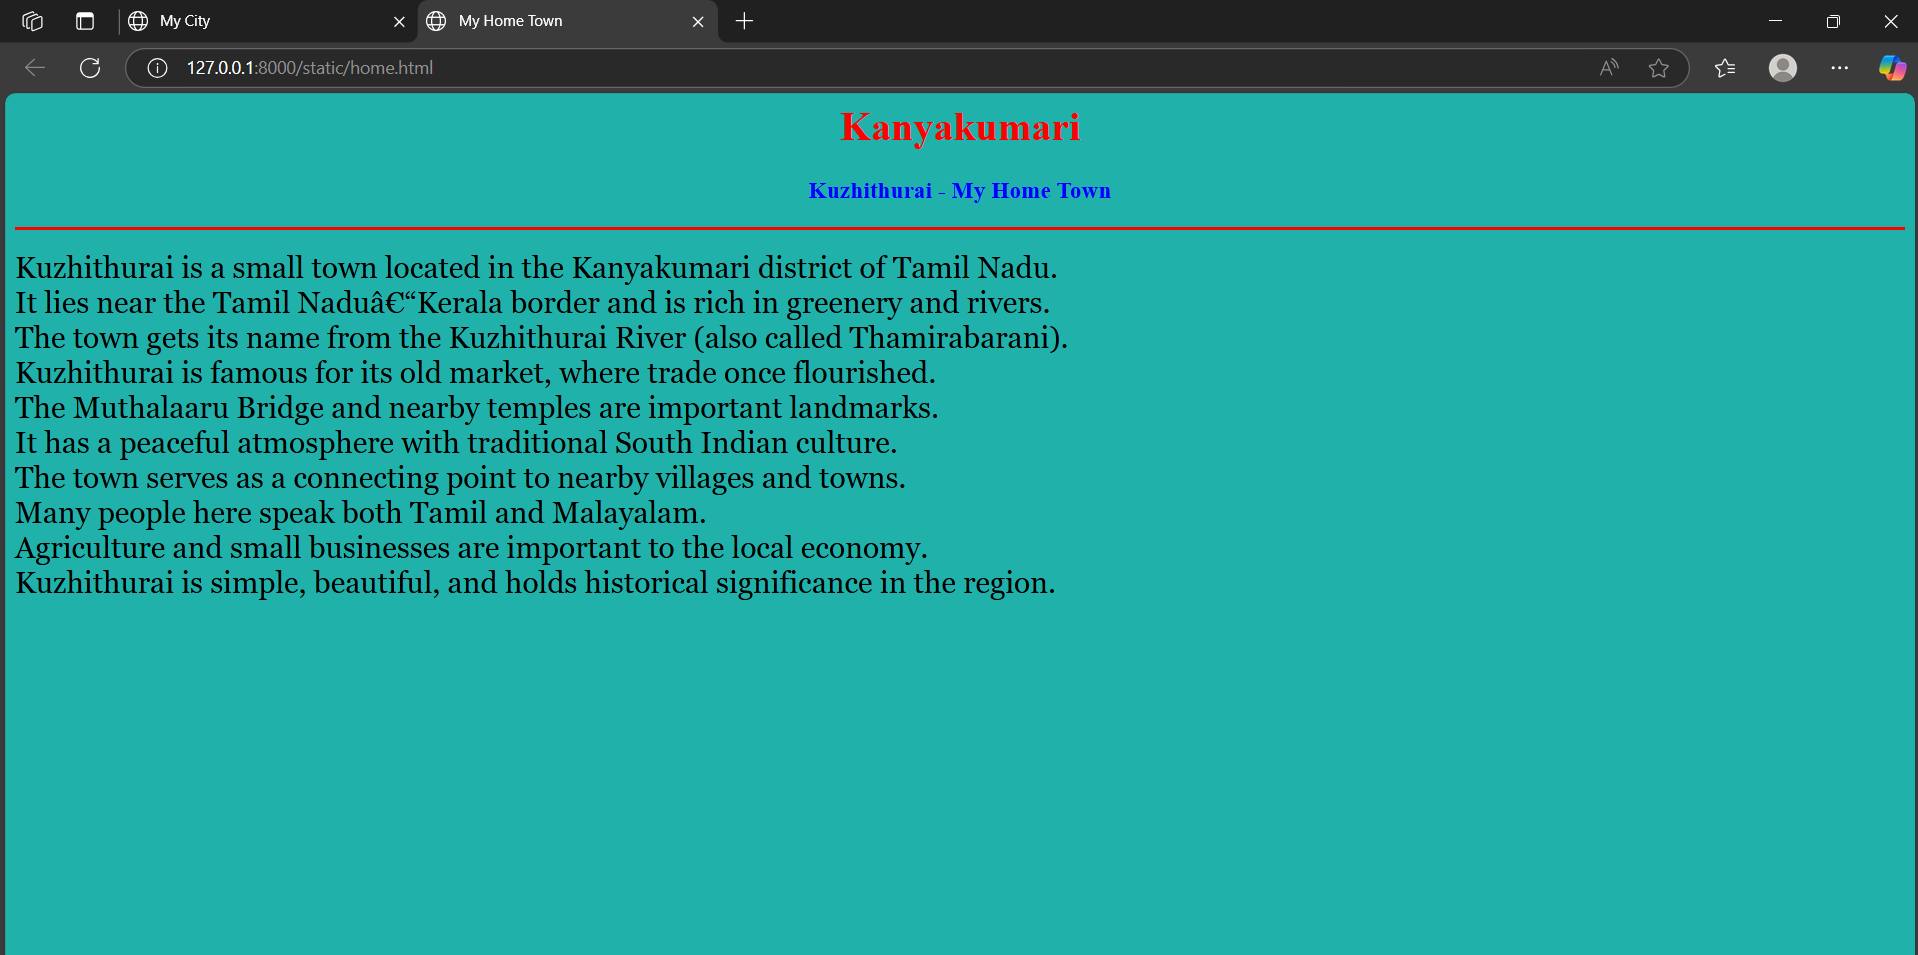 My City
My Home Town
127.0.0.1:8000/static/home.html
Kanyakumari
Kuzhithurai - My Home Town
Kuzhithurai is a small town located in the Kanyakumari district of Tamil Nadu.
It lies near the Tamil Naduâ€“Kerala border and is rich in greenery and rivers.
The town gets its name from the Kuzhithurai River (also called Thamirabarani).
Kuzhithurai is famous for its old market, where trade once flourished.
The Muthalaaru Bridge and nearby temples are important landmarks.
It has a peaceful atmosphere with traditional South Indian culture.
The town serves as a connecting point to nearby villages and towns.
Many people here speak both Tamil and Malayalam.
Agriculture and small businesses are important to the local economy.
Kuzhithurai is simple, beautiful, and holds historical significance in the region.